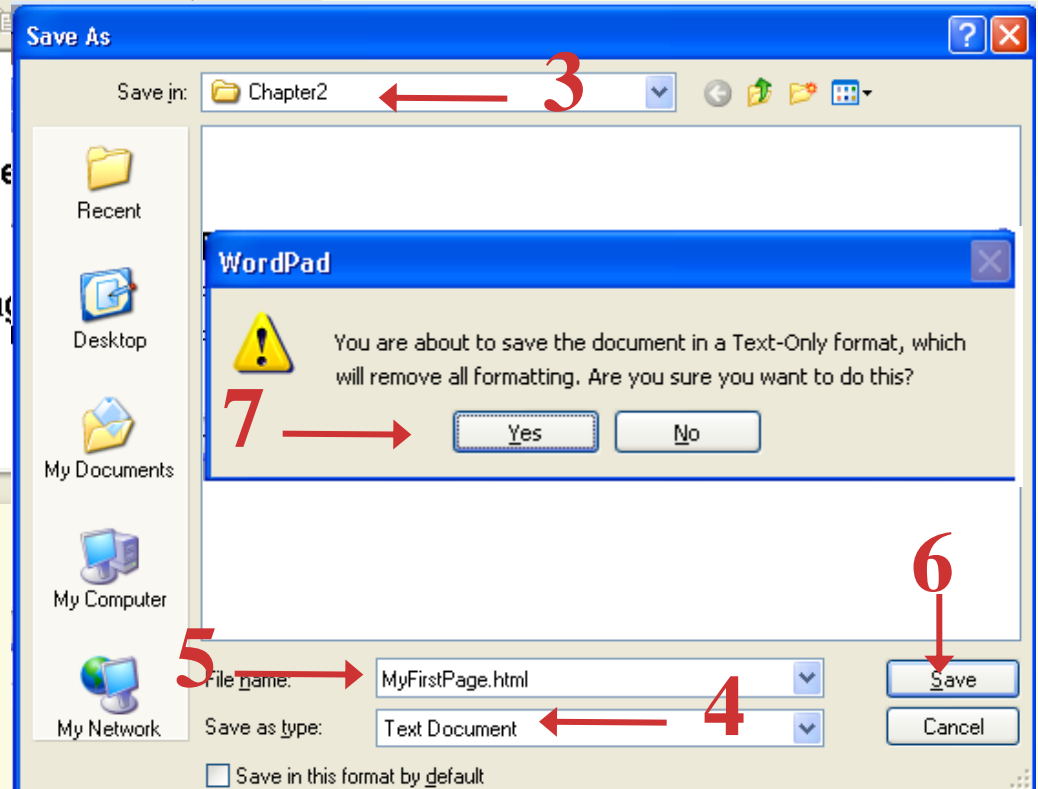 Save As
Save in: Chapter2
3
Recent
Desktop
My Documents
My Computer
My Network
WordPad
You are about to save the document in a Text-Only format, which
will remove all formatting. Are you sure you want to do this?
7
Yes No
6
5
File name: MyFirstPage.html Save
4
Save as type: Text Document Cancel
Save in this format by default